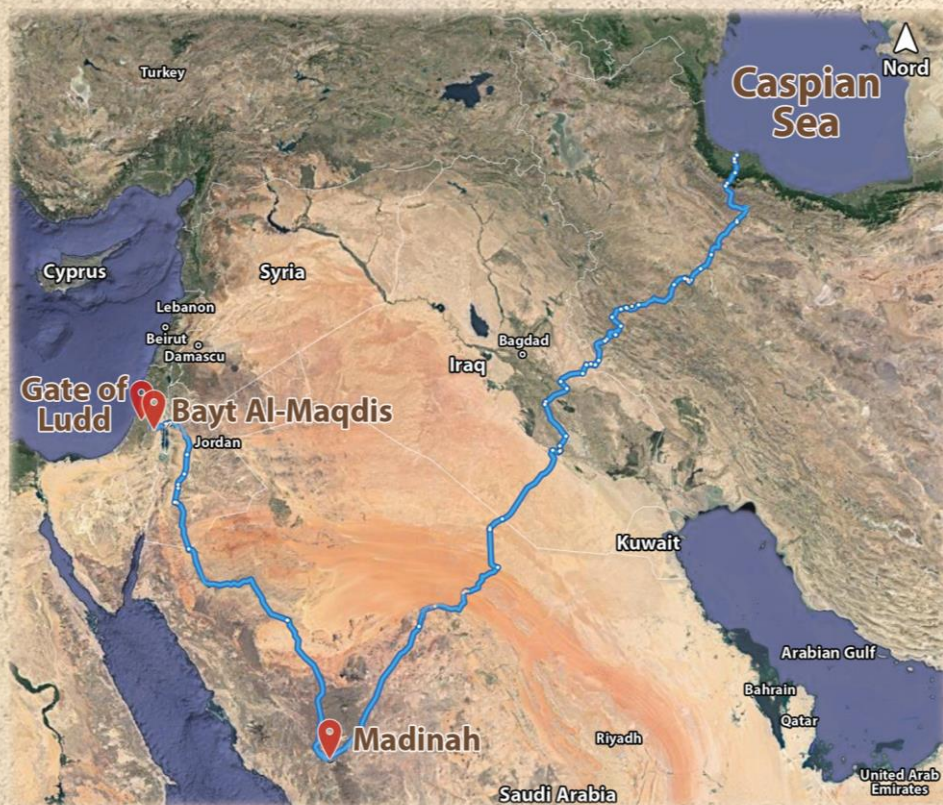 Turkey
Nord
Caspian
Sea
Cyprus
Syria
Lebanon
Beirut
Damascu
Bagdad
Iraq
Gate of
Ludd
Bayt Al-Maqdis
Jordan
Kuwait
Arabian Gulf
Bahrain
Qatar
Madinah
Riyadh
United Arab
Emirates
Saudi Arabia